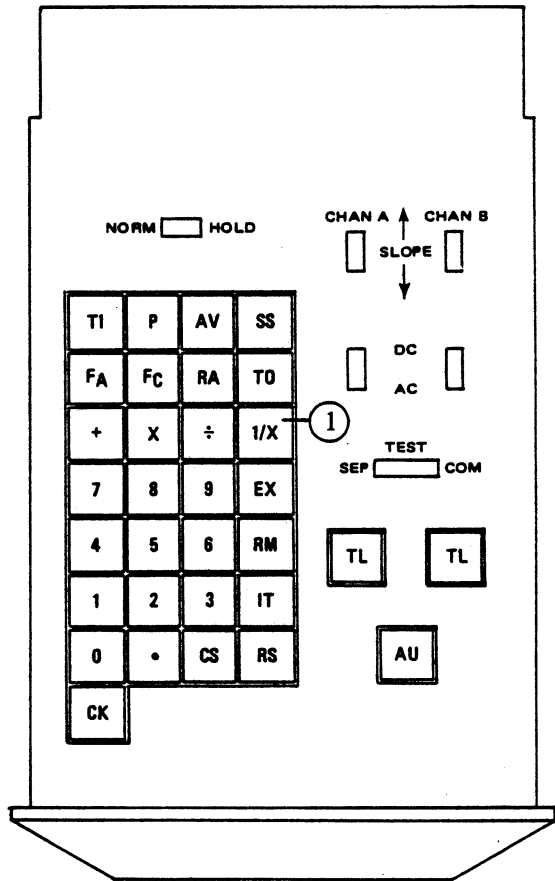 NORM HOLD
CHAN A CHAN B
SLOPE
TI P AV SS
FA FC RA TO
DC
AC
+ X ÷ 1/X 1
TEST
SEP COM
7 8 9 EX
4 5 6 RM
TL TL
1 2 3 IT
0 • CS RS
AU
CK